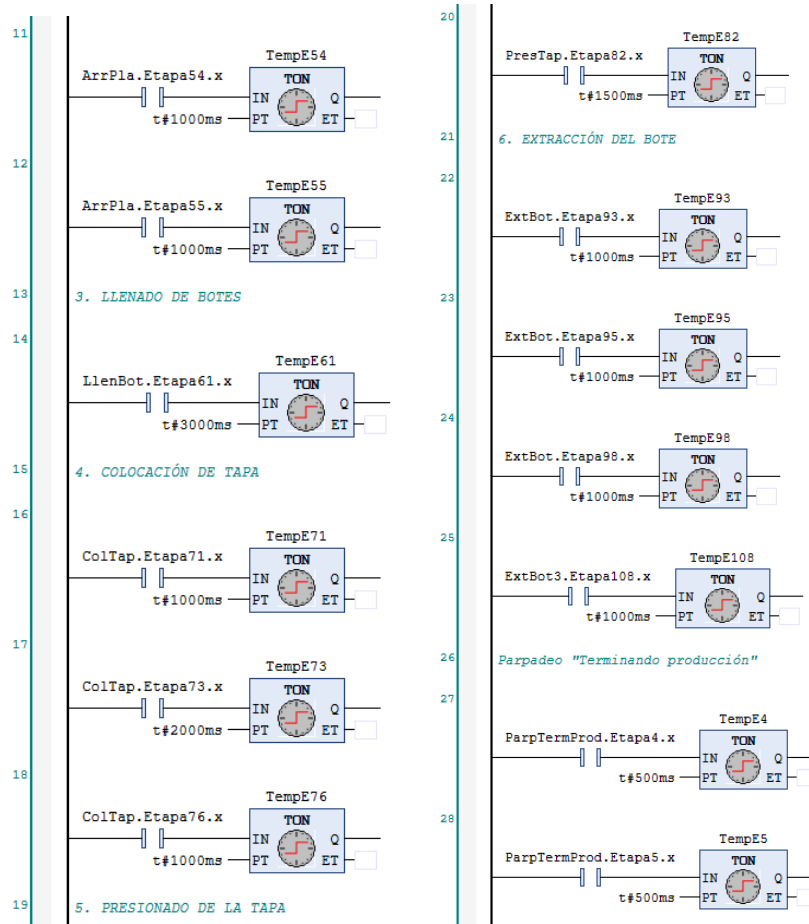 11
TempE54
ArrPla.Etapa54.x
TON
IN Q
t#1000ms PT ET
12
TempE55
ArrPla.Etapa55.x
TON
IN Q
t#1000ms PT ET
13
3. LLENADO DE BOTES
14
TempE61
LlenBot.Etapa61.x
TON
IN Q
t#3000ms PT ET
15
4. COLOCACIÓN DE TAPA
16
TempE71
ColTap.Etapa71.x
TON
IN Q
t#1000ms PT ET
17
TempE73
ColTap.Etapa73.x
TON
IN Q
t#2000ms PT ET
18
TempE76
ColTap.Etapa76.x
TON
IN Q
t#1000ms PT ET
19
5. PRESIONADO DE LA TAPA
20
TempE82
PresTap.Etapa82.x
TON
IN Q
t#1500ms PT ET
21
6. EXTRACCIÓN DEL BOTE
22
TempE93
ExtBot.Etapa93.x
TON
IN Q
t#1000ms PT ET
23
TempE95
ExtBot.Etapa95.x
TON
IN Q
t#1000ms PT ET
24
TempE98
ExtBot.Etapa98.x
TON
IN Q
t#1000ms PT ET
25
TempE108
ExtBot3.Etapa108.x
TON
IN Q
t#1000ms PT ET
26
Parpadeo "Terminando producción"
27
TempE4
ParpTermProd.Etapa4.x
TON
IN Q
t#500ms PT ET
28
TempE5
ParpTermProd.Etapa5.x
TON
IN Q
t#500ms PT ET